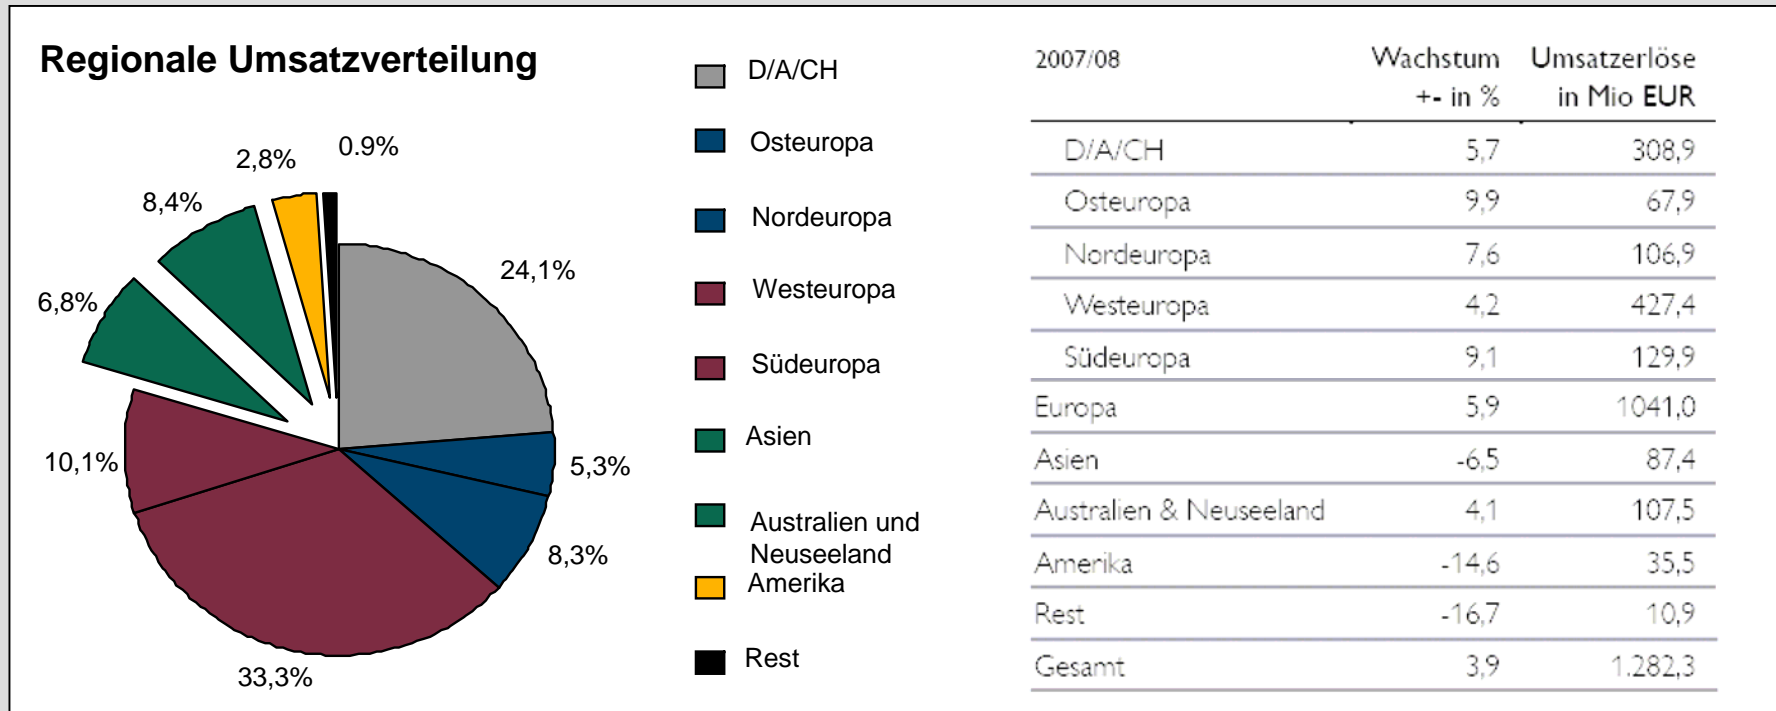 Regionale Umsatzverteilung
0.9%
2,8%
8,4%
6,8%
24,1%
10,1%
5,3%
8,3%
33,3%
D/A/CH
Osteuropa
Nordeuropa
Westeuropa
Südeuropa
Asien
Australien und
Neuseeland
Amerika
Rest
2007/08 Wachstum Umsatzerlöse
+- in % in Mio EUR
D/A/CH 5,7 308,9
Osteuropa 9,9 67,9
Nordeuropa 7,6 106,9
Westeuropa 4,2 427,4
Südeuropa 9,1 129,9
Europa 5,9 1041,0
Asien -6,5 87,4
Australien & Neuseeland 4,1 107,5
Amerika -14,6 35,5
Rest -16,7 10,9
Gesamt 3,9 1.282,3